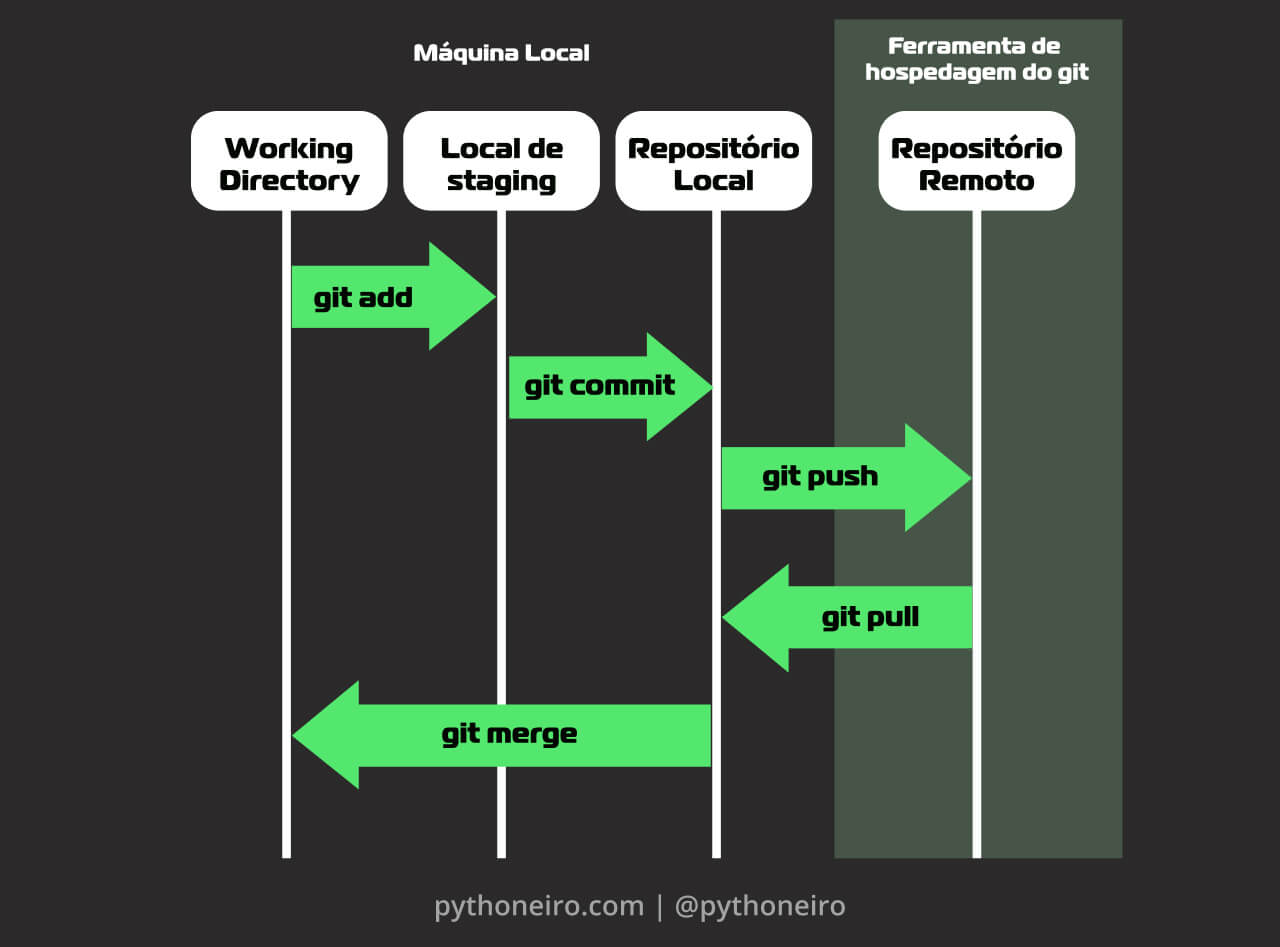 Máquina Local
Ferramenta de
hospedagem do git
Working
Directory
Local de
staging
Repositório
Local
Repositório
Remoto
git add
git commit
git push
git pull
git merge
pythoneiro.com | @pythoneiro